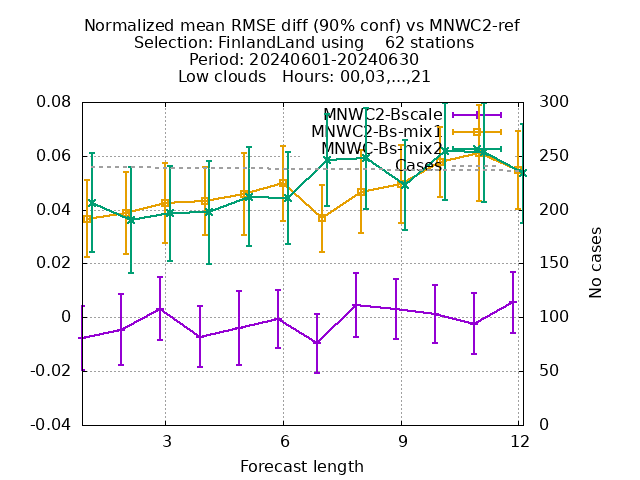 Normalized mean RMSE diff (90% conf) vs MNWC2-ref
Selection: FinlandLand using    62 stations
Period: 20240601-20240630
Low clouds   Hours: 00,03,...,21
MNWC2-Bscale
MNWC2-Bs-mix1
MNWC-Bs-mix2
Cases
0.08
0.06
0.04
0.02
0
-0.02
-0.04
300
250
200
150
100
50
0
No cases
3
6
9
12
Forecast length